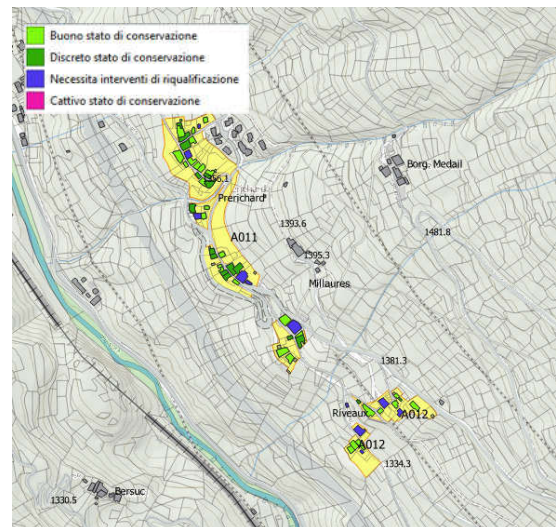 Buono stato di conservazione
Discreto stato di conservazione
Necessita interventi di riqualificazione
Cattivo stato di conservazione
Borg. Medail
Prerichard
1393.6
1481.8
A011
1395.3
Millaures
1381.3
Riveaux
A012
A012
1334.3
1330.5
Bersuc